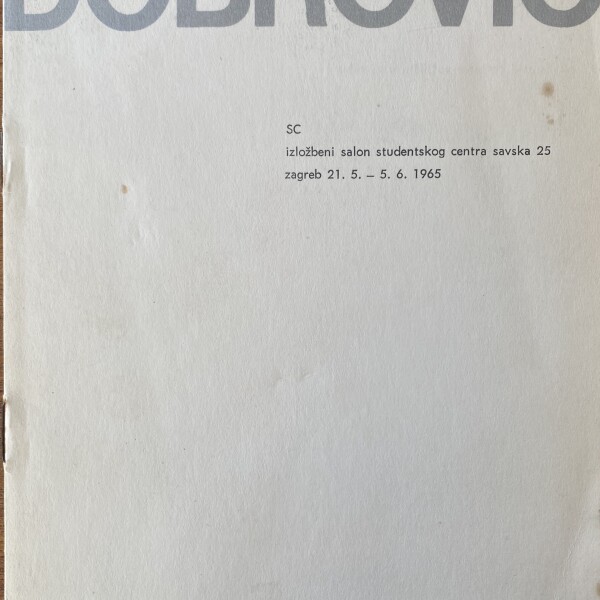 DOBROVIĆ
SC
izložbeni salon studentskog centra savska 25
zagreb 21. 5. – 5. 6. 1965